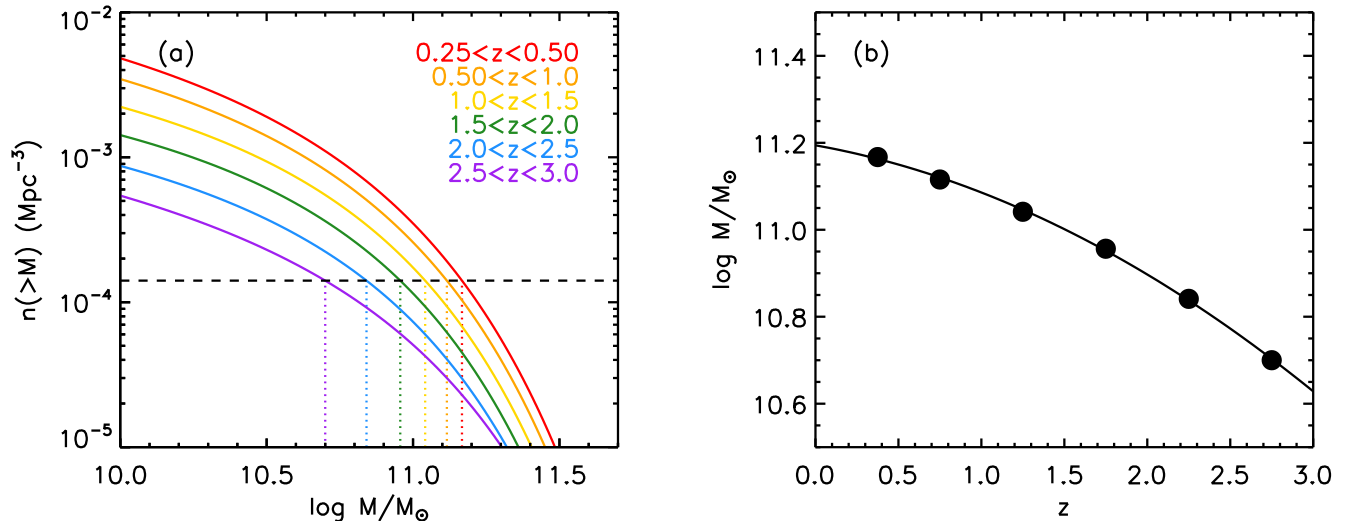 (a)
0.25<z<0.50
0.50<z<1.0
1.0<z<1.5
1.5<z<2.0
2.0<z<2.5
2.5<z<3.0
n(>M) (Mpc⁻³)
10⁻²
10⁻³
10⁻⁴
10⁻⁵
10.0 10.5 11.0 11.5
log M/M☉
(b)
log M/M☉
11.4
11.2
11.0
10.8
10.6
0.0 0.5 1.0 1.5 2.0 2.5 3.0
z